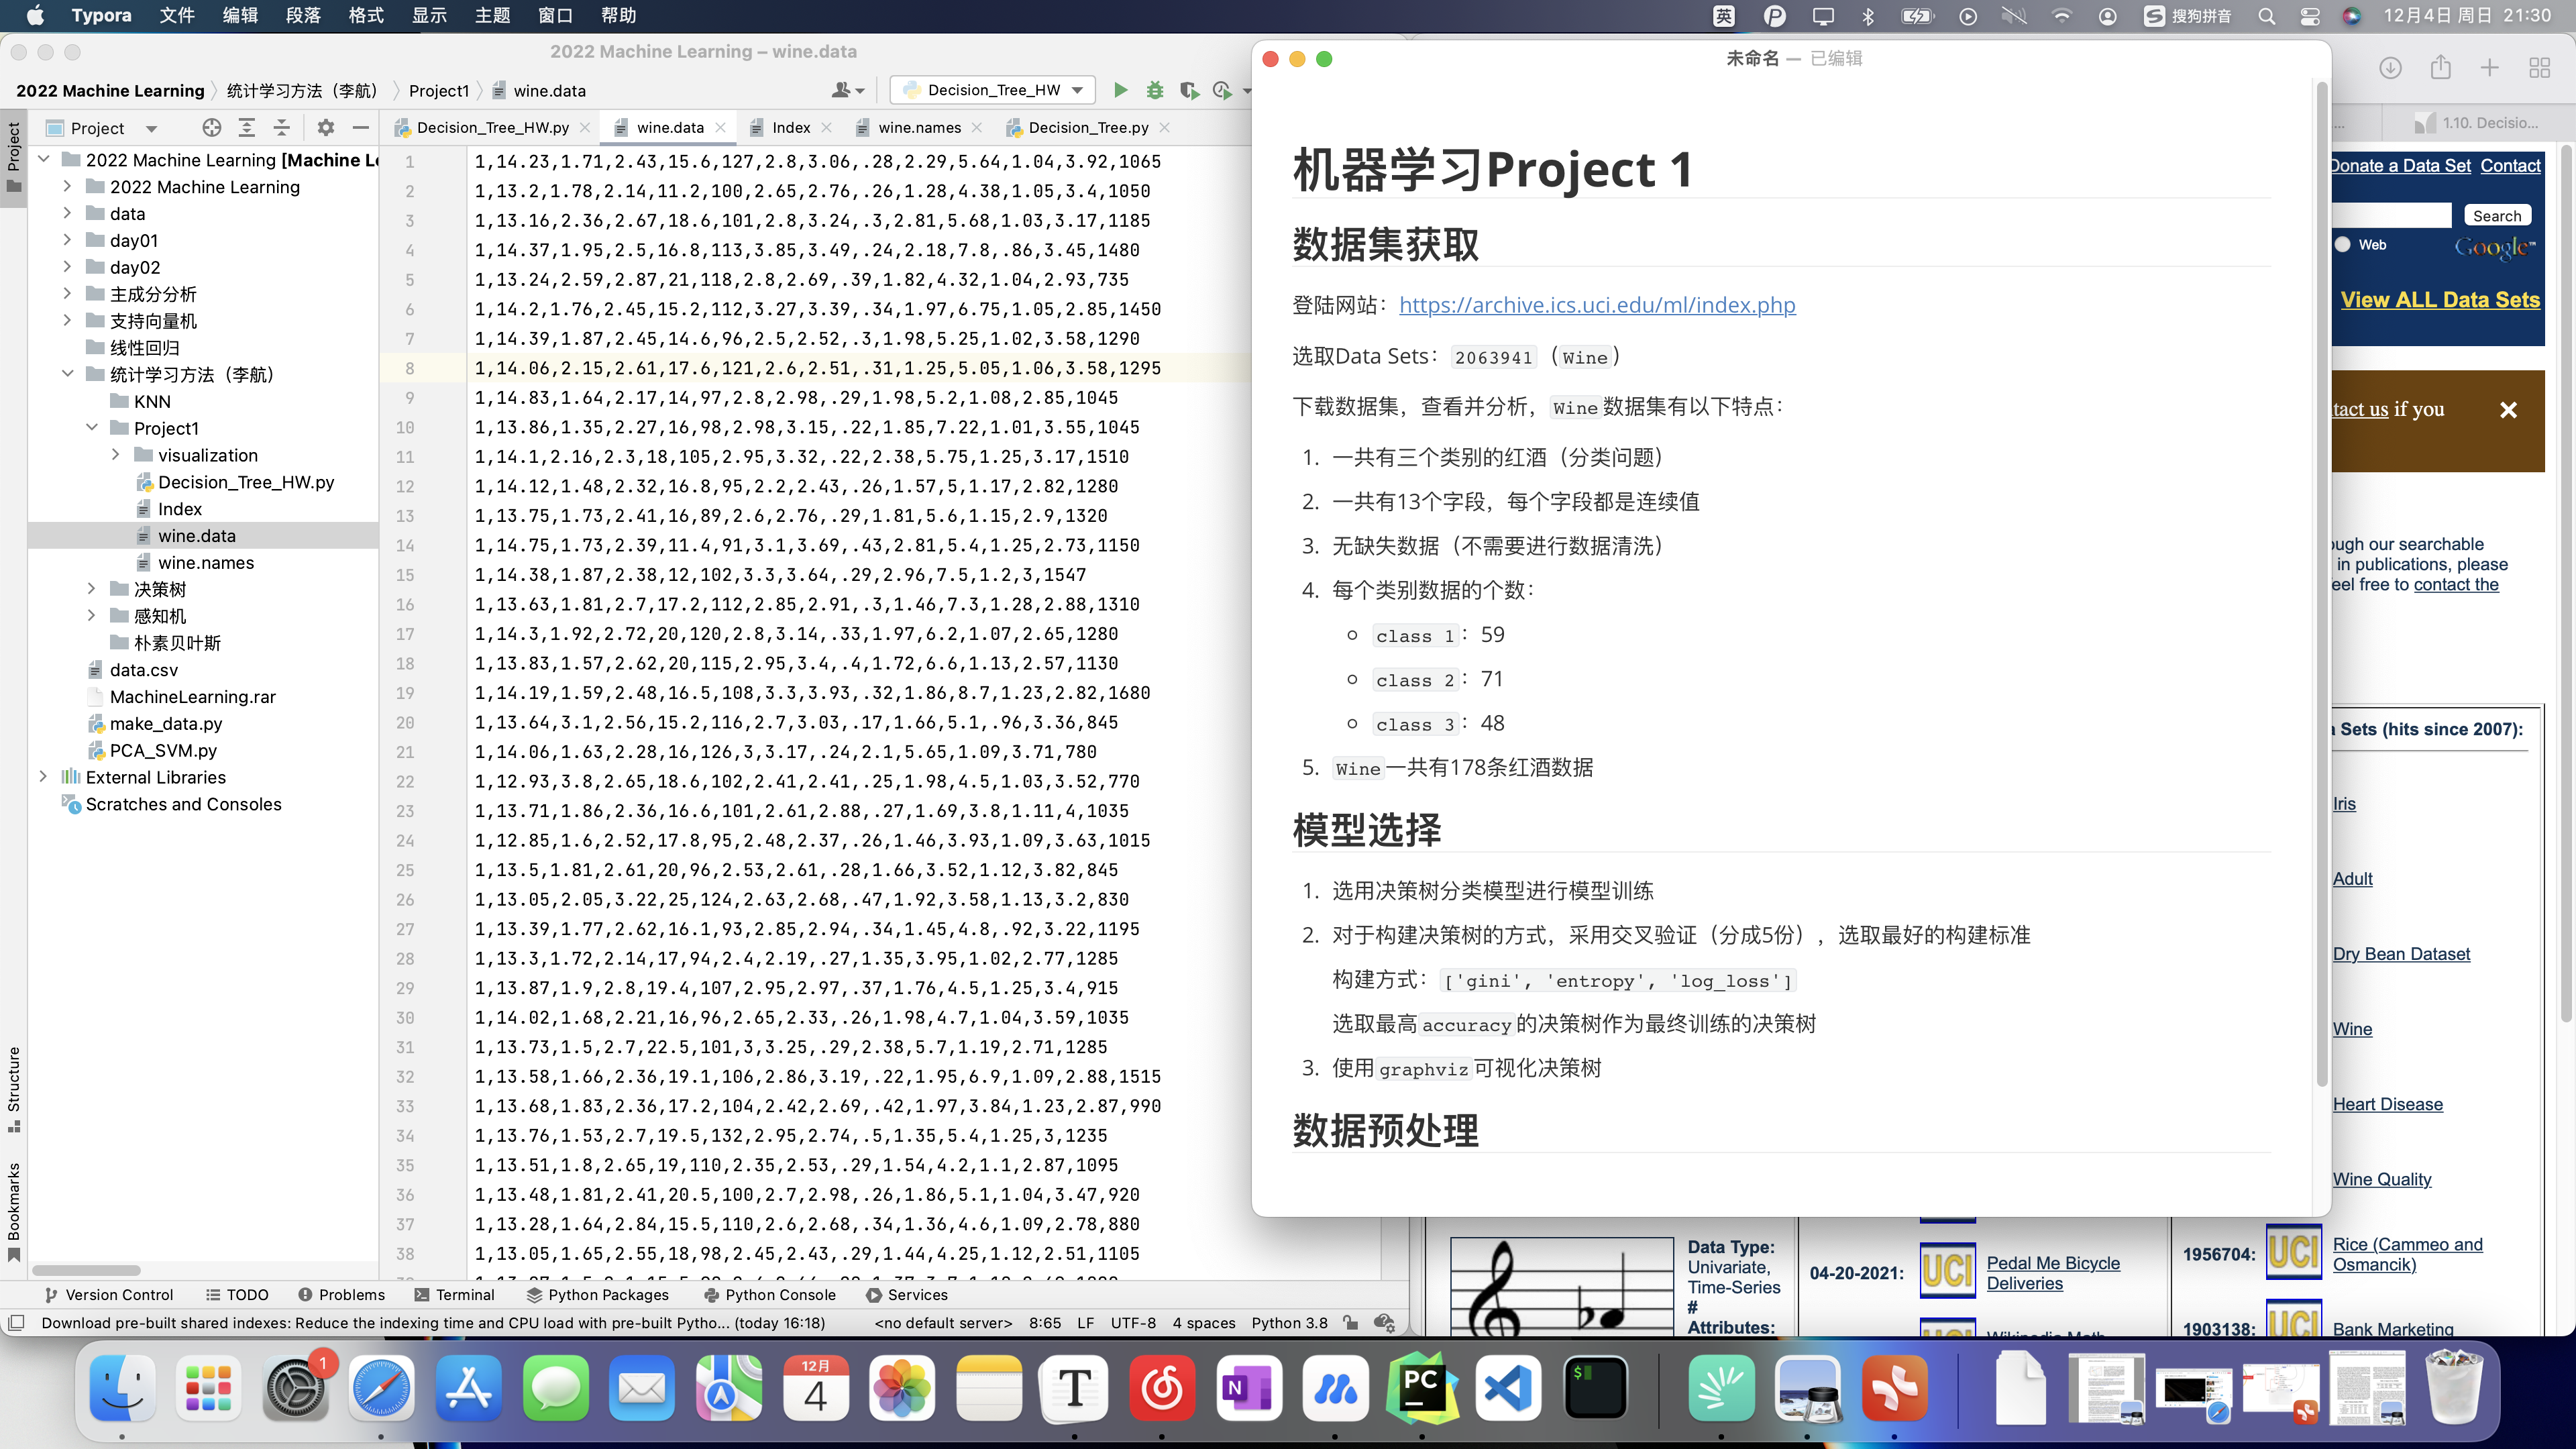 Typora 文件 编辑 段落 格式 显示 主题 窗口 帮助
英 搜狗拼音 12月4日 周日 21:30
2022 Machine Learning – wine.data
2022 Machine Learning 统计学习方法（李航） Project1 wine.data
Decision_Tree_HW
Project
Decision_Tree_HW.py wine.data Index wine.names Decision_Tree.py
Project
2022 Machine Learning [Machine Le
2022 Machine Learning
data
day01
day02
主成分分析
支持向量机
线性回归
统计学习方法（李航）
KNN
Project1
visualization
Decision_Tree_HW.py
Index
wine.data
wine.names
决策树
感知机
朴素贝叶斯
data.csv
MachineLearning.rar
make_data.py
PCA_SVM.py
External Libraries
Scratches and Consoles
Structure
Bookmarks
1 1,14.23,1.71,2.43,15.6,127,2.8,3.06,.28,2.29,5.64,1.04,3.92,1065
2 1,13.2,1.78,2.14,11.2,100,2.65,2.76,.26,1.28,4.38,1.05,3.4,1050
3 1,13.16,2.36,2.67,18.6,101,2.8,3.24,.3,2.81,5.68,1.03,3.17,1185
4 1,14.37,1.95,2.5,16.8,113,3.85,3.49,.24,2.18,7.8,.86,3.45,1480
5 1,13.24,2.59,2.87,21,118,2.8,2.69,.39,1.82,4.32,1.04,2.93,735
6 1,14.2,1.76,2.45,15.2,112,3.27,3.39,.34,1.97,6.75,1.05,2.85,1450
7 1,14.39,1.87,2.45,14.6,96,2.5,2.52,.3,1.98,5.25,1.02,3.58,1290
8 1,14.06,2.15,2.61,17.6,121,2.6,2.51,.31,1.25,5.05,1.06,3.58,1295
9 1,14.83,1.64,2.17,14,97,2.8,2.98,.29,1.98,5.2,1.08,2.85,1045
10 1,13.86,1.35,2.27,16,98,2.98,3.15,.22,1.85,7.22,1.01,3.55,1045
11 1,14.1,2.16,2.3,18,105,2.95,3.32,.22,2.38,5.75,1.25,3.17,1510
12 1,14.12,1.48,2.32,16.8,95,2.2,2.43,.26,1.57,5,1.17,2.82,1280
13 1,13.75,1.73,2.41,16,89,2.6,2.76,.29,1.81,5.6,1.15,2.9,1320
14 1,14.75,1.73,2.39,11.4,91,3.1,3.69,.43,2.81,5.4,1.25,2.73,1150
15 1,14.38,1.87,2.38,12,102,3.3,3.64,.29,2.96,7.5,1.2,3,1547
16 1,13.63,1.81,2.7,17.2,112,2.85,2.91,.3,1.46,7.3,1.28,2.88,1310
17 1,14.3,1.92,2.72,20,120,2.8,3.14,.33,1.97,6.2,1.07,2.65,1280
18 1,13.83,1.57,2.62,20,115,2.95,3.4,.4,1.72,6.6,1.13,2.57,1130
19 1,14.19,1.59,2.48,16.5,108,3.3,3.93,.32,1.86,8.7,1.23,2.82,1680
20 1,13.64,3.1,2.56,15.2,116,2.7,3.03,.17,1.66,5.1,.96,3.36,845
21 1,14.06,1.63,2.28,16,126,3,3.17,.24,2.1,5.65,1.09,3.71,780
22 1,12.93,3.8,2.65,18.6,102,2.41,2.41,.25,1.98,4.5,1.03,3.52,770
23 1,13.71,1.86,2.36,16.6,101,2.61,2.88,.27,1.69,3.8,1.11,4,1035
24 1,12.85,1.6,2.52,17.8,95,2.48,2.37,.26,1.46,3.93,1.09,3.63,1015
25 1,13.5,1.81,2.61,20,96,2.53,2.61,.28,1.66,3.52,1.12,3.82,845
26 1,13.05,2.05,3.22,25,124,2.63,2.68,.47,1.92,3.58,1.13,3.2,830
27 1,13.39,1.77,2.62,16.1,93,2.85,2.94,.34,1.45,4.8,.92,3.22,1195
28 1,13.3,1.72,2.14,17,94,2.4,2.19,.27,1.35,3.95,1.02,2.77,1285
29 1,13.87,1.9,2.8,19.4,107,2.95,2.97,.37,1.76,4.5,1.25,3.4,915
30 1,14.02,1.68,2.21,16,96,2.65,2.33,.26,1.98,4.7,1.04,3.59,1035
31 1,13.73,1.5,2.7,22.5,101,3,3.25,.29,2.38,5.7,1.19,2.71,1285
32 1,13.58,1.66,2.36,19.1,106,2.86,3.19,.22,1.95,6.9,1.09,2.88,1515
33 1,13.68,1.83,2.36,17.2,104,2.42,2.69,.42,1.97,3.84,1.23,2.87,990
34 1,13.76,1.53,2.7,19.5,132,2.95,2.74,.5,1.35,5.4,1.25,3,1235
35 1,13.51,1.8,2.65,19,110,2.35,2.53,.29,1.54,4.2,1.1,2.87,1095
36 1,13.48,1.81,2.41,20.5,100,2.7,2.98,.26,1.86,5.1,1.04,3.47,920
37 1,13.28,1.64,2.84,15.5,110,2.6,2.68,.34,1.36,4.6,1.09,2.78,880
38 1,13.05,1.65,2.55,18,98,2.45,2.43,.29,1.44,4.25,1.12,2.51,1105
Version Control TODO Problems Terminal Python Packages Python Console Services
Download pre-built shared indexes: Reduce the indexing time and CPU load with pre-built Pytho... (today 16:18) <no default server> 8:65 LF UTF-8 4 spaces Python 3.8
未命名 — 已编辑
机器学习Project 1
数据集获取
登陆网站：https://archive.ics.uci.edu/ml/index.php
选取Data Sets：2063941（Wine）
下载数据集，查看并分析，Wine数据集有以下特点：
1. 一共有三个类别的红酒（分类问题）
2. 一共有13个字段，每个字段都是连续值
3. 无缺失数据（不需要进行数据清洗）
4. 每个类别数据的个数：
class 1：59
class 2：71
class 3：48
5. Wine一共有178条红酒数据
模型选择
1. 选用决策树分类模型进行模型训练
2. 对于构建决策树的方式，采用交叉验证（分成5份），选取最好的构建标准
构建方式：['gini', 'entropy', 'log_loss']
选取最高accuracy的决策树作为最终训练的决策树
3. 使用graphviz可视化决策树
数据预处理
1.10. Decisio...
Donate a Data Set Contact
Search
Web Google™
View ALL Data Sets
tact us if you
ough our searchable
in publications, please
eel free to contact the
a Sets (hits since 2007):
Iris
Adult
Dry Bean Dataset
Wine
Heart Disease
Wine Quality
Data Type:
Univariate,
Time-Series
#
Attributes:
04-20-2021: UCI Pedal Me Bicycle
Deliveries
1956704: UCI Rice (Cammeo and
Osmancik)
1903138: UCI Bank Marketing
1
12月
4
T
N
PC
$